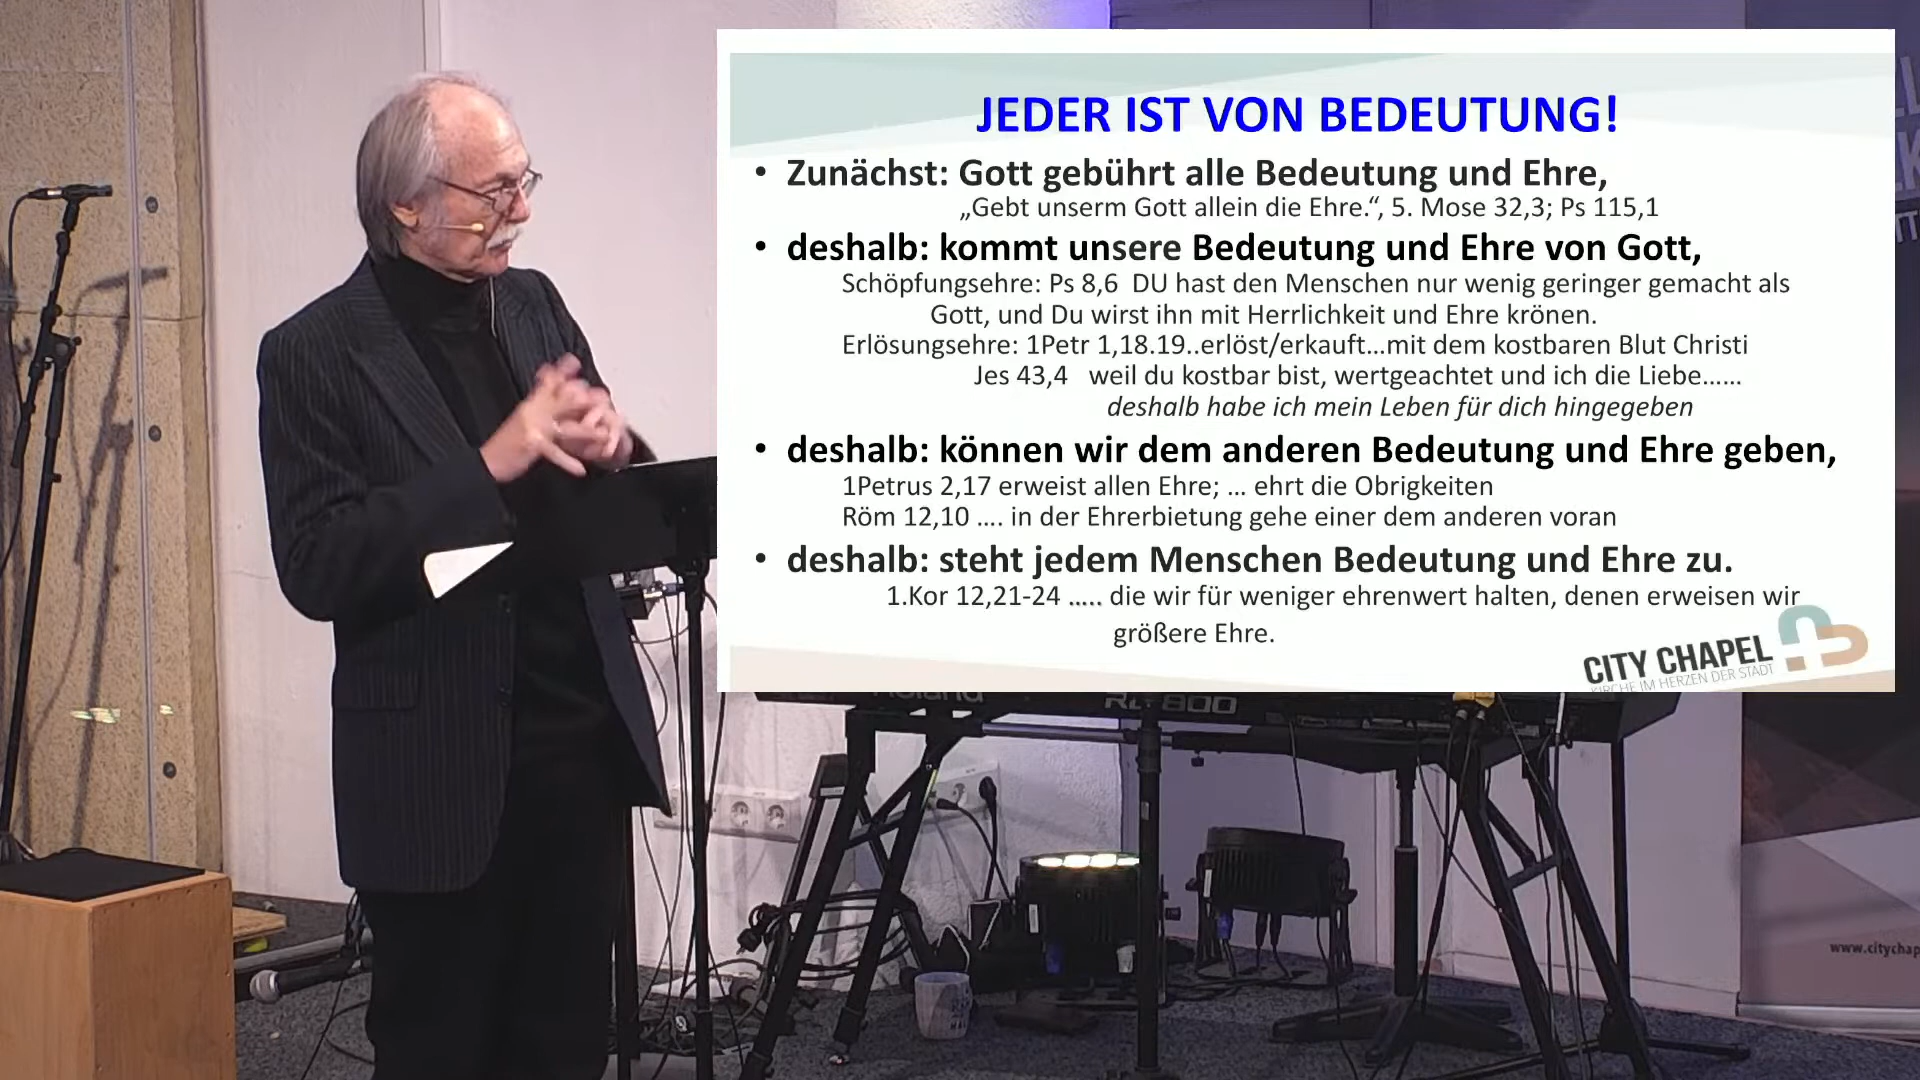 JEDER IST VON BEDEUTUNG!
• Zunächst: Gott gebührt alle Bedeutung und Ehre,
„Gebt unserm Gott allein die Ehre.“, 5. Mose 32,3; Ps 115,1
• deshalb: kommt unsere Bedeutung und Ehre von Gott,
Schöpfungsehre: Ps 8,6 DU hast den Menschen nur wenig geringer gemacht als
Gott, und Du wirst ihn mit Herrlichkeit und Ehre krönen.
Erlösungsehre: 1Petr 1,18.19..erlöst/erkauft...mit dem kostbaren Blut Christi
Jes 43,4 weil du kostbar bist, wertgeachtet und ich die Liebe......
deshalb habe ich mein Leben für dich hingegeben
• deshalb: können wir dem anderen Bedeutung und Ehre geben,
1Petrus 2,17 erweist allen Ehre; ... ehrt die Obrigkeiten
Röm 12,10 .... in der Ehrerbietung gehe einer dem anderen voran
• deshalb: steht jedem Menschen Bedeutung und Ehre zu.
1.Kor 12,21-24 ..... die wir für weniger ehrenwert halten, denen erweisen wir
größere Ehre.
CITY CHAPEL
KIRCHE IM HERZEN DER STADT
Roland
RD-800
www.citychap